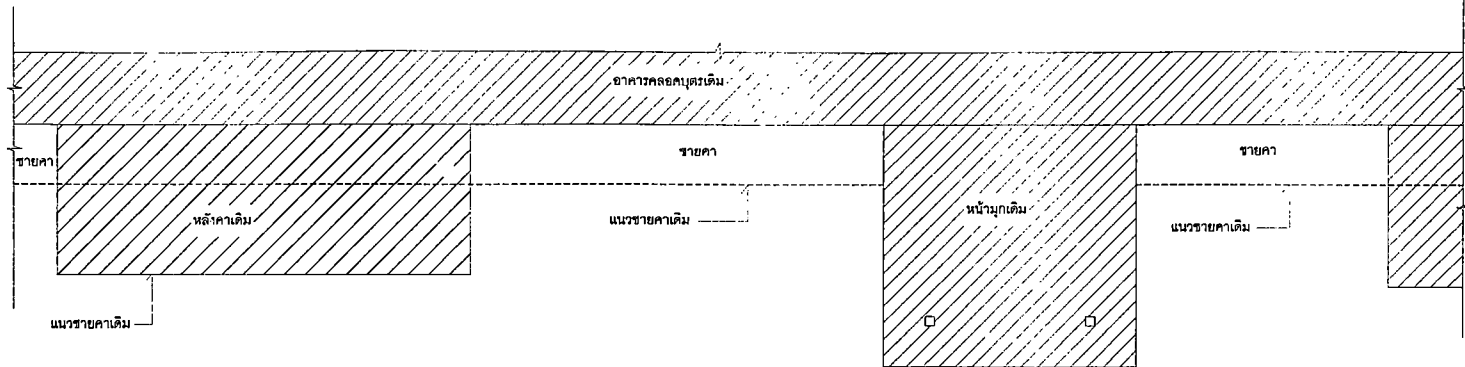 อาคารคลอดบุตรเดิม
ชายคา
ชายคา
ชายคา
หลังคาเดิม
แนวชายคาเดิม
หน้ามุกเดิม
แนวชายคาเดิม
แนวชายคาเดิม